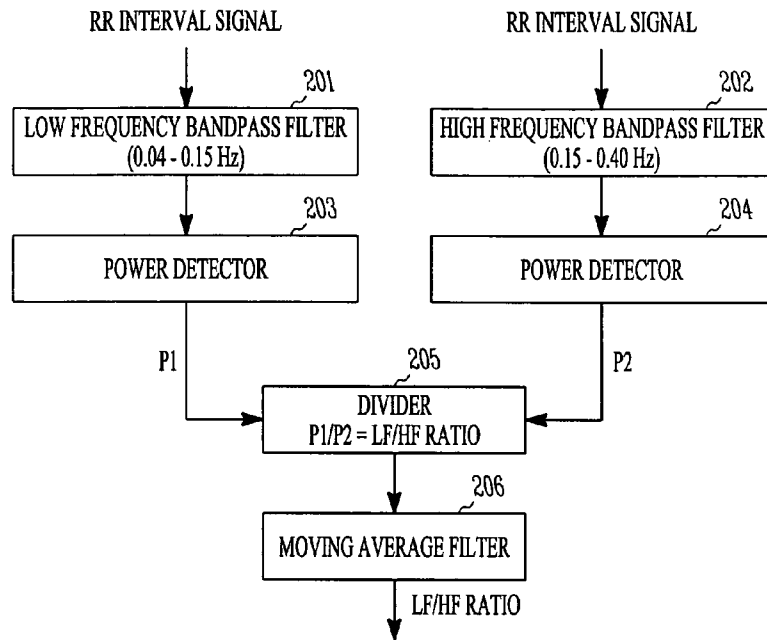 RR INTERVAL SIGNAL
RR INTERVAL SIGNAL
201
202
LOW FREQUENCY BANDPASS FILTER
(0.04 - 0.15 Hz)
HIGH FREQUENCY BANDPASS FILTER
(0.15 - 0.40 Hz)
203
204
POWER DETECTOR
POWER DETECTOR
P1
P2
205
DIVIDER
P1/P2 = LF/HF RATIO
206
MOVING AVERAGE FILTER
LF/HF RATIO